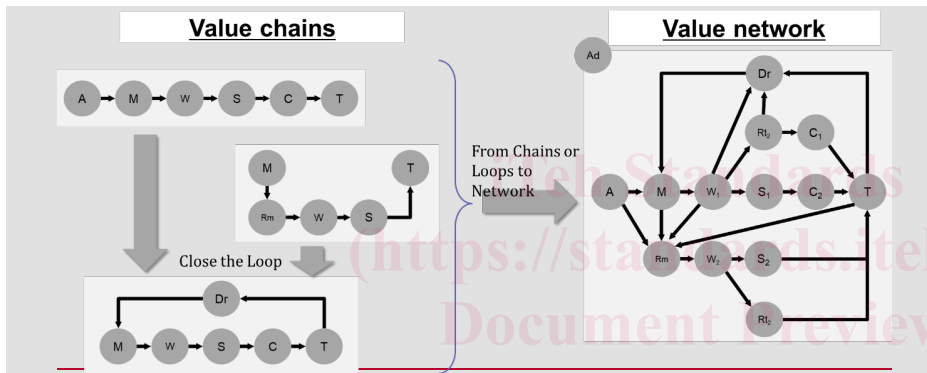 Value chains
Value network
A M W S C T
M
T
Rm W S
Close the Loop
Dr
M W S C T
From Chains or
Loops to
Network
Ad
Dr
Rt2 C1
A M W1 S1 C2 T
Rm W2 S2
Rt2
iTeh Standards
(https://standards.iteh
Document Preview